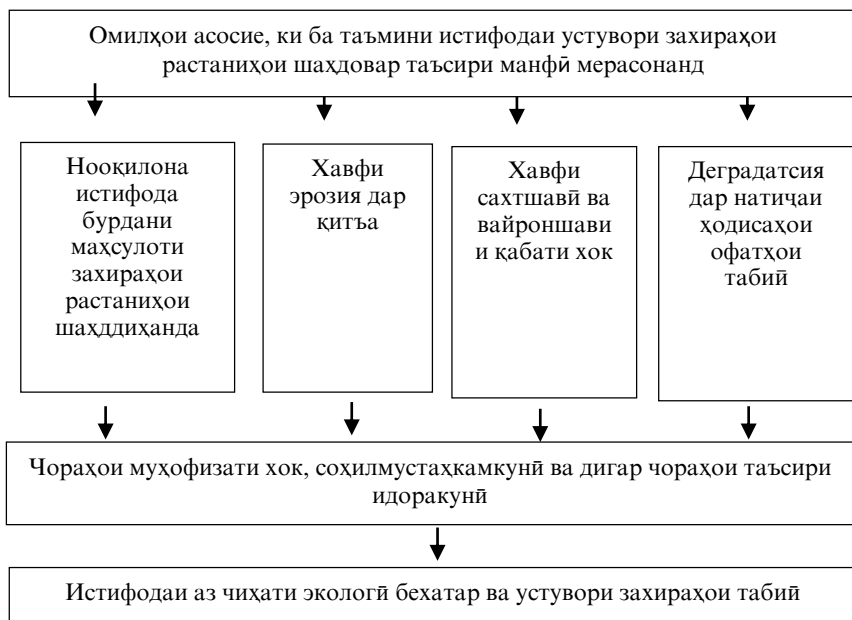 Омилҳои асосие, ки ба таъмини истифодаи устувори захираҳои
растаниҳои шаҳдовар таъсири манфӣ мерасонанд
Нооқилона
истифода
бурдани
маҳсулоти
захираҳои
растаниҳои
шаҳддиҳанда
Хавфи
эрозия дар
қитъа
Хавфи
сахтшавӣ ва
вайроншави
и қабати хок
Деградатсия
дар натиҷаи
ҳодисаҳои
офатҳои
табиӣ
Чораҳои муҳофизати хок, соҳилмустаҳкамкунӣ ва дигар чораҳои таъсири
идоракунӣ
Истифодаи аз чиҳати экологӣ бехатар ва устувори захираҳои табиӣ